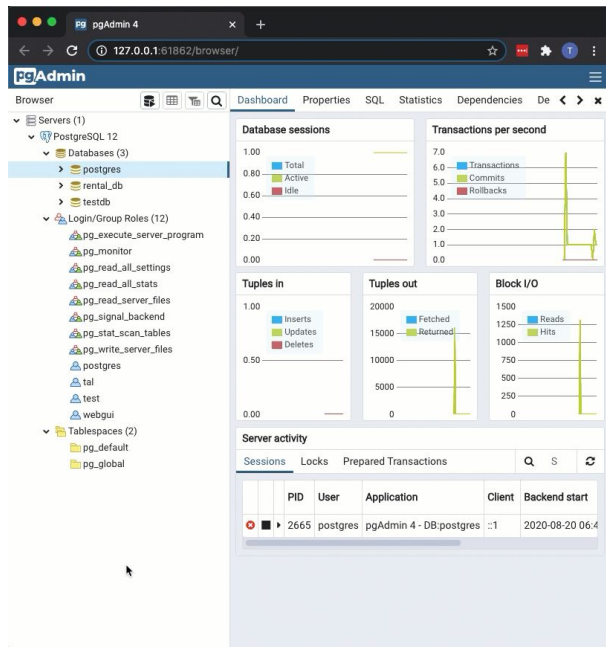 pgAdmin 4
127.0.0.1:61862/browser/
T
pgAdmin
Browser
Dashboard Properties SQL Statistics Dependencies De
Servers (1)
PostgreSQL 12
Databases (3)
postgres
rental_db
testdb
Login/Group Roles (12)
pg_execute_server_program
pg_monitor
pg_read_all_settings
pg_read_all_stats
pg_read_server_files
pg_signal_backend
pg_stat_scan_tables
pg_write_server_files
postgres
tal
test
webgui
Tablespaces (2)
pg_default
pg_global
Database sessions
1.00
0.80
0.60
0.40
0.20
0.00
Total
Active
Idle
Transactions per second
7.0
6.0
5.0
4.0
3.0
2.0
1.0
0.0
Transactions
Commits
Rollbacks
Tuples in
1.00
0.50
0.00
Inserts
Updates
Deletes
Tuples out
20000
15000
10000
5000
0
Fetched
Returned
Block I/O
1500
1250
1000
750
500
250
0
Reads
Hits
Server activity
Sessions Locks Prepared Transactions
S
PID User Application Client Backend start
2665 postgres pgAdmin 4 - DB:postgres ::1 2020-08-20 06:4